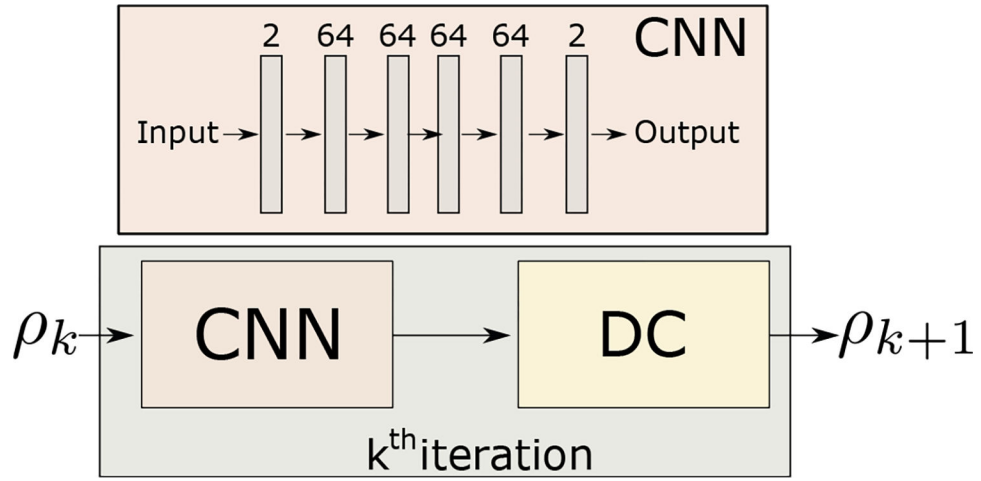 2 64 64 64 64 2 CNN
Input Output
ρk CNN DC ρk+1
kth iteration